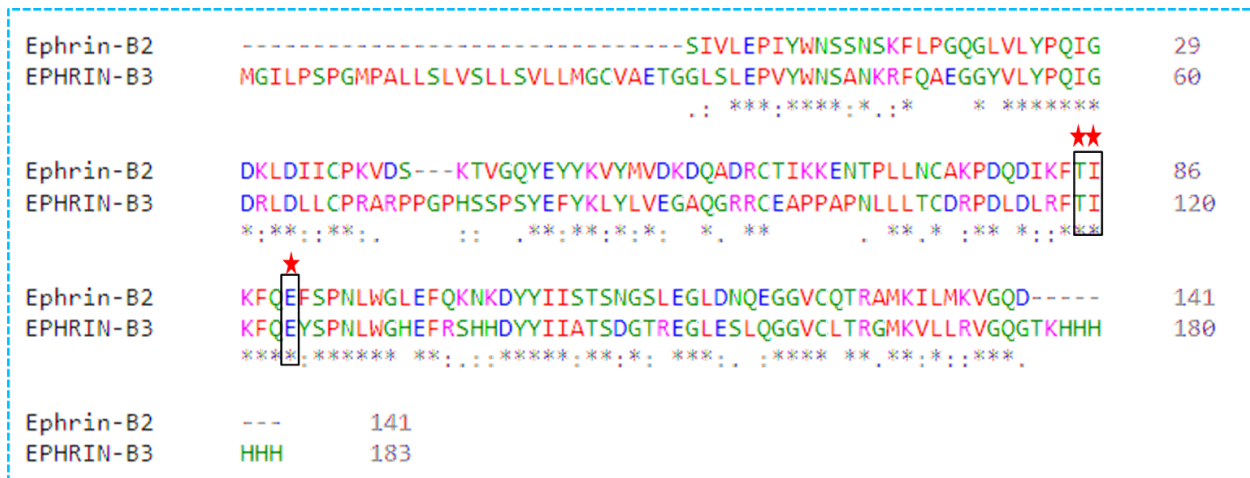 Ephrin-B2 -------------------------------SIVLEPIYWNSSNSKFLPGQGLVLYPQIG 29
EPHRIN-B3 MGILPSPGMPALLSLVSLLSVLLMGCVAETGGLSLEPVYWNSANKRFQAEGGYVLYPQIG 60
.: ***:****:*.:*    * *******
Ephrin-B2 DKLDIICPKVDS---KTVGQYEYYKVYMVDKDQADRCTIKKENTPLLNCAKPDQDIKFTI 86
EPHRIN-B3 DRLDLLCPRARPPGPHSSPSYEFYKLYLVEGAQGRRCEAPPAPNLLLTCDRPDLDLRFTI 120
*:**::**:.     ::  .**:**:*:*:  *. **      . **.* :** *::***
Ephrin-B2 KFQEFSPNLWGLEFQKNKDYYIISTSNGSLEGLDNQEGGVCQTRAMKILMKVGQD----- 141
EPHRIN-B3 KFQEYSPNLWGHEFRSHHDYYIIATSDGTREGLESLQGGVCLTRGMKVLLRVGQGTKHHH 180
****:****** **:.::*****:**:*: ***:. :**** **.**:*::***.
Ephrin-B2 --- 141
EPHRIN-B3 HHH 183